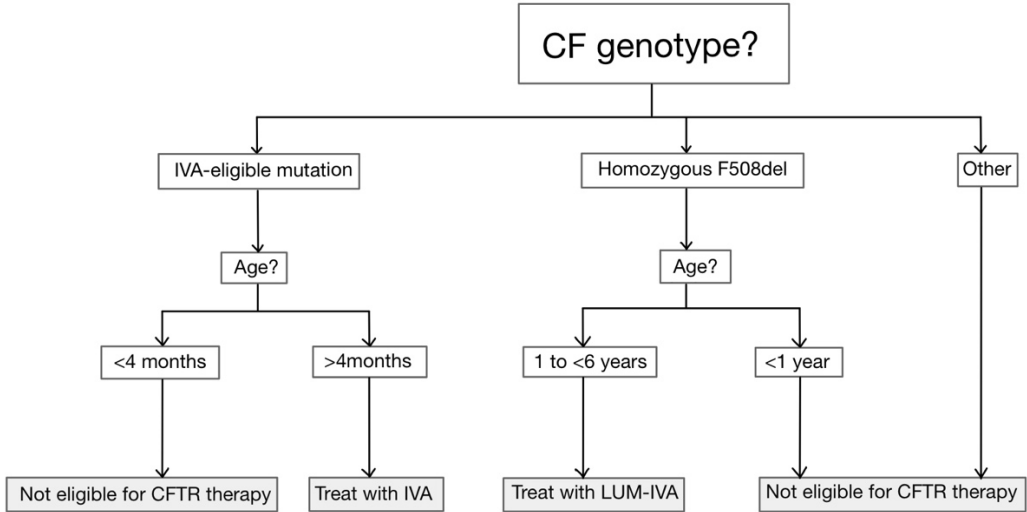 CF genotype?
IVA-eligible mutation
Homozygous F508del
Other
Age?
Age?
<4 months
>4months
1 to <6 years
<1 year
Not eligible for CFTR therapy
Treat with IVA
Treat with LUM-IVA
Not eligible for CFTR therapy